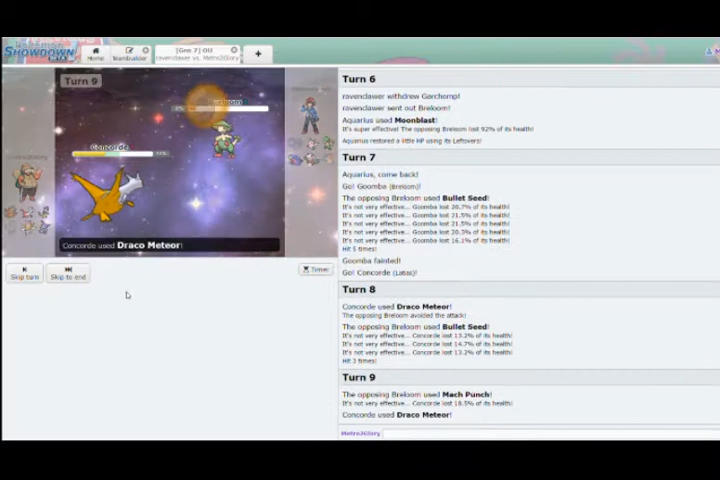 Pokémon
SHOWDOWN
BETA
Home
Teambuilder
[Gen 7] OU
ravendawer vs. Metro2Glory
+
Turn 9
Concorde
Concorde used Draco Meteor!
Skip turn
Skip to end
Timer
Turn 6
ravendawer withdrew Garchomp!
ravendawer sent out Breloom!
Aquarius used Moonblast!
It's super effective! The opposing Breloom lost 92% of its health!
Aquarius restored a little HP using its Leftovers!
Turn 7
Aquarius, come back!
Go! Goomba (Breloom)!
The opposing Breloom used Bullet Seed!
It's not very effective... Goomba lost 20.7% of its health!
It's not very effective... Goomba lost 21.5% of its health!
It's not very effective... Goomba lost 21.5% of its health!
It's not very effective... Goomba lost 20.3% of its health!
It's not very effective... Goomba lost 16.1% of its health!
Hit 5 times!
Goomba fainted!
Go! Concorde (Latias)!
Turn 8
Concorde used Draco Meteor!
The opposing Breloom avoided the attack!
The opposing Breloom used Bullet Seed!
It's not very effective... Concorde lost 13.2% of its health!
It's not very effective... Concorde lost 14.7% of its health!
It's not very effective... Concorde lost 13.2% of its health!
Hit 3 times!
Turn 9
The opposing Breloom used Mach Punch!
It's not very effective... Concorde lost 18.5% of its health!
Concorde used Draco Meteor!
Metro2Glory: